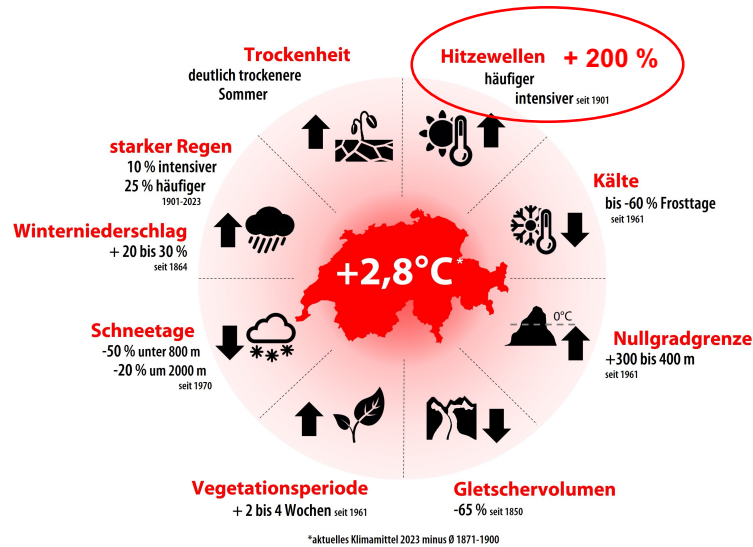 Trockenheit
deutlich trockenere
Sommer
Hitzewellen + 200 %
häufiger
intensiver seit 1901
starker Regen
10 % intensiver
25 % häufiger
1901-2023
Kälte
bis -60 % Frosttage
seit 1961
Winterniederschlag
+ 20 bis 30 %
seit 1864
+2,8°C*
Schneetage
-50 % unter 800 m
-20 % um 2000 m
seit 1970
0°C
Nullgradgrenze
+300 bis 400 m
seit 1961
Vegetationsperiode
+ 2 bis 4 Wochen seit 1961
Gletschervolumen
-65 % seit 1850
*aktuelles Klimamittel 2023 minus Ø 1871-1900